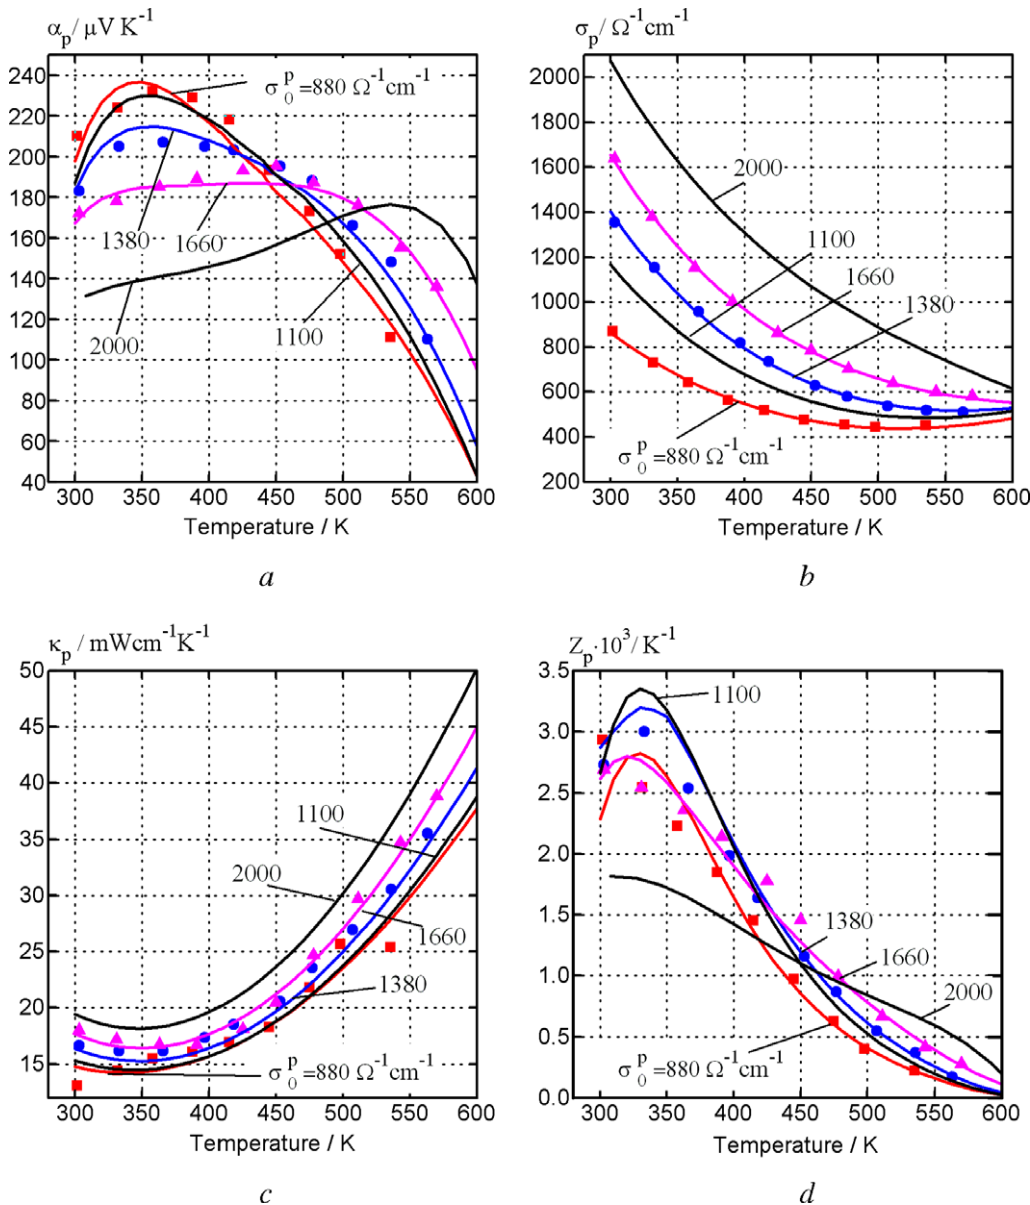 α_p / μV K⁻¹
240
220
200
180
160
140
120
100
80
60
40
σ₀ᵖ=880 Ω⁻¹cm⁻¹
1380
1660
2000
1100
300 350 400 450 500 550 600
Temperature / K
a
σ_p / Ω⁻¹cm⁻¹
2000
1800
1600
1400
1200
1000
800
600
400
200
2000
1100
1660
1380
σ₀ᵖ=880 Ω⁻¹cm⁻¹
300 350 400 450 500 550 600
Temperature / K
b
κ_p / mWcm⁻¹K⁻¹
50
45
40
35
30
25
20
15
1100
2000
1660
1380
σ₀ᵖ=880 Ω⁻¹cm⁻¹
300 350 400 450 500 550 600
Temperature / K
c
Z_p·10³/ K⁻¹
3.5
3.0
2.5
2.0
1.5
1.0
0.5
0.0
1100
1380
1660
2000
σ₀ᵖ=880 Ω⁻¹cm⁻¹
300 350 400 450 500 550 600
Temperature / K
d